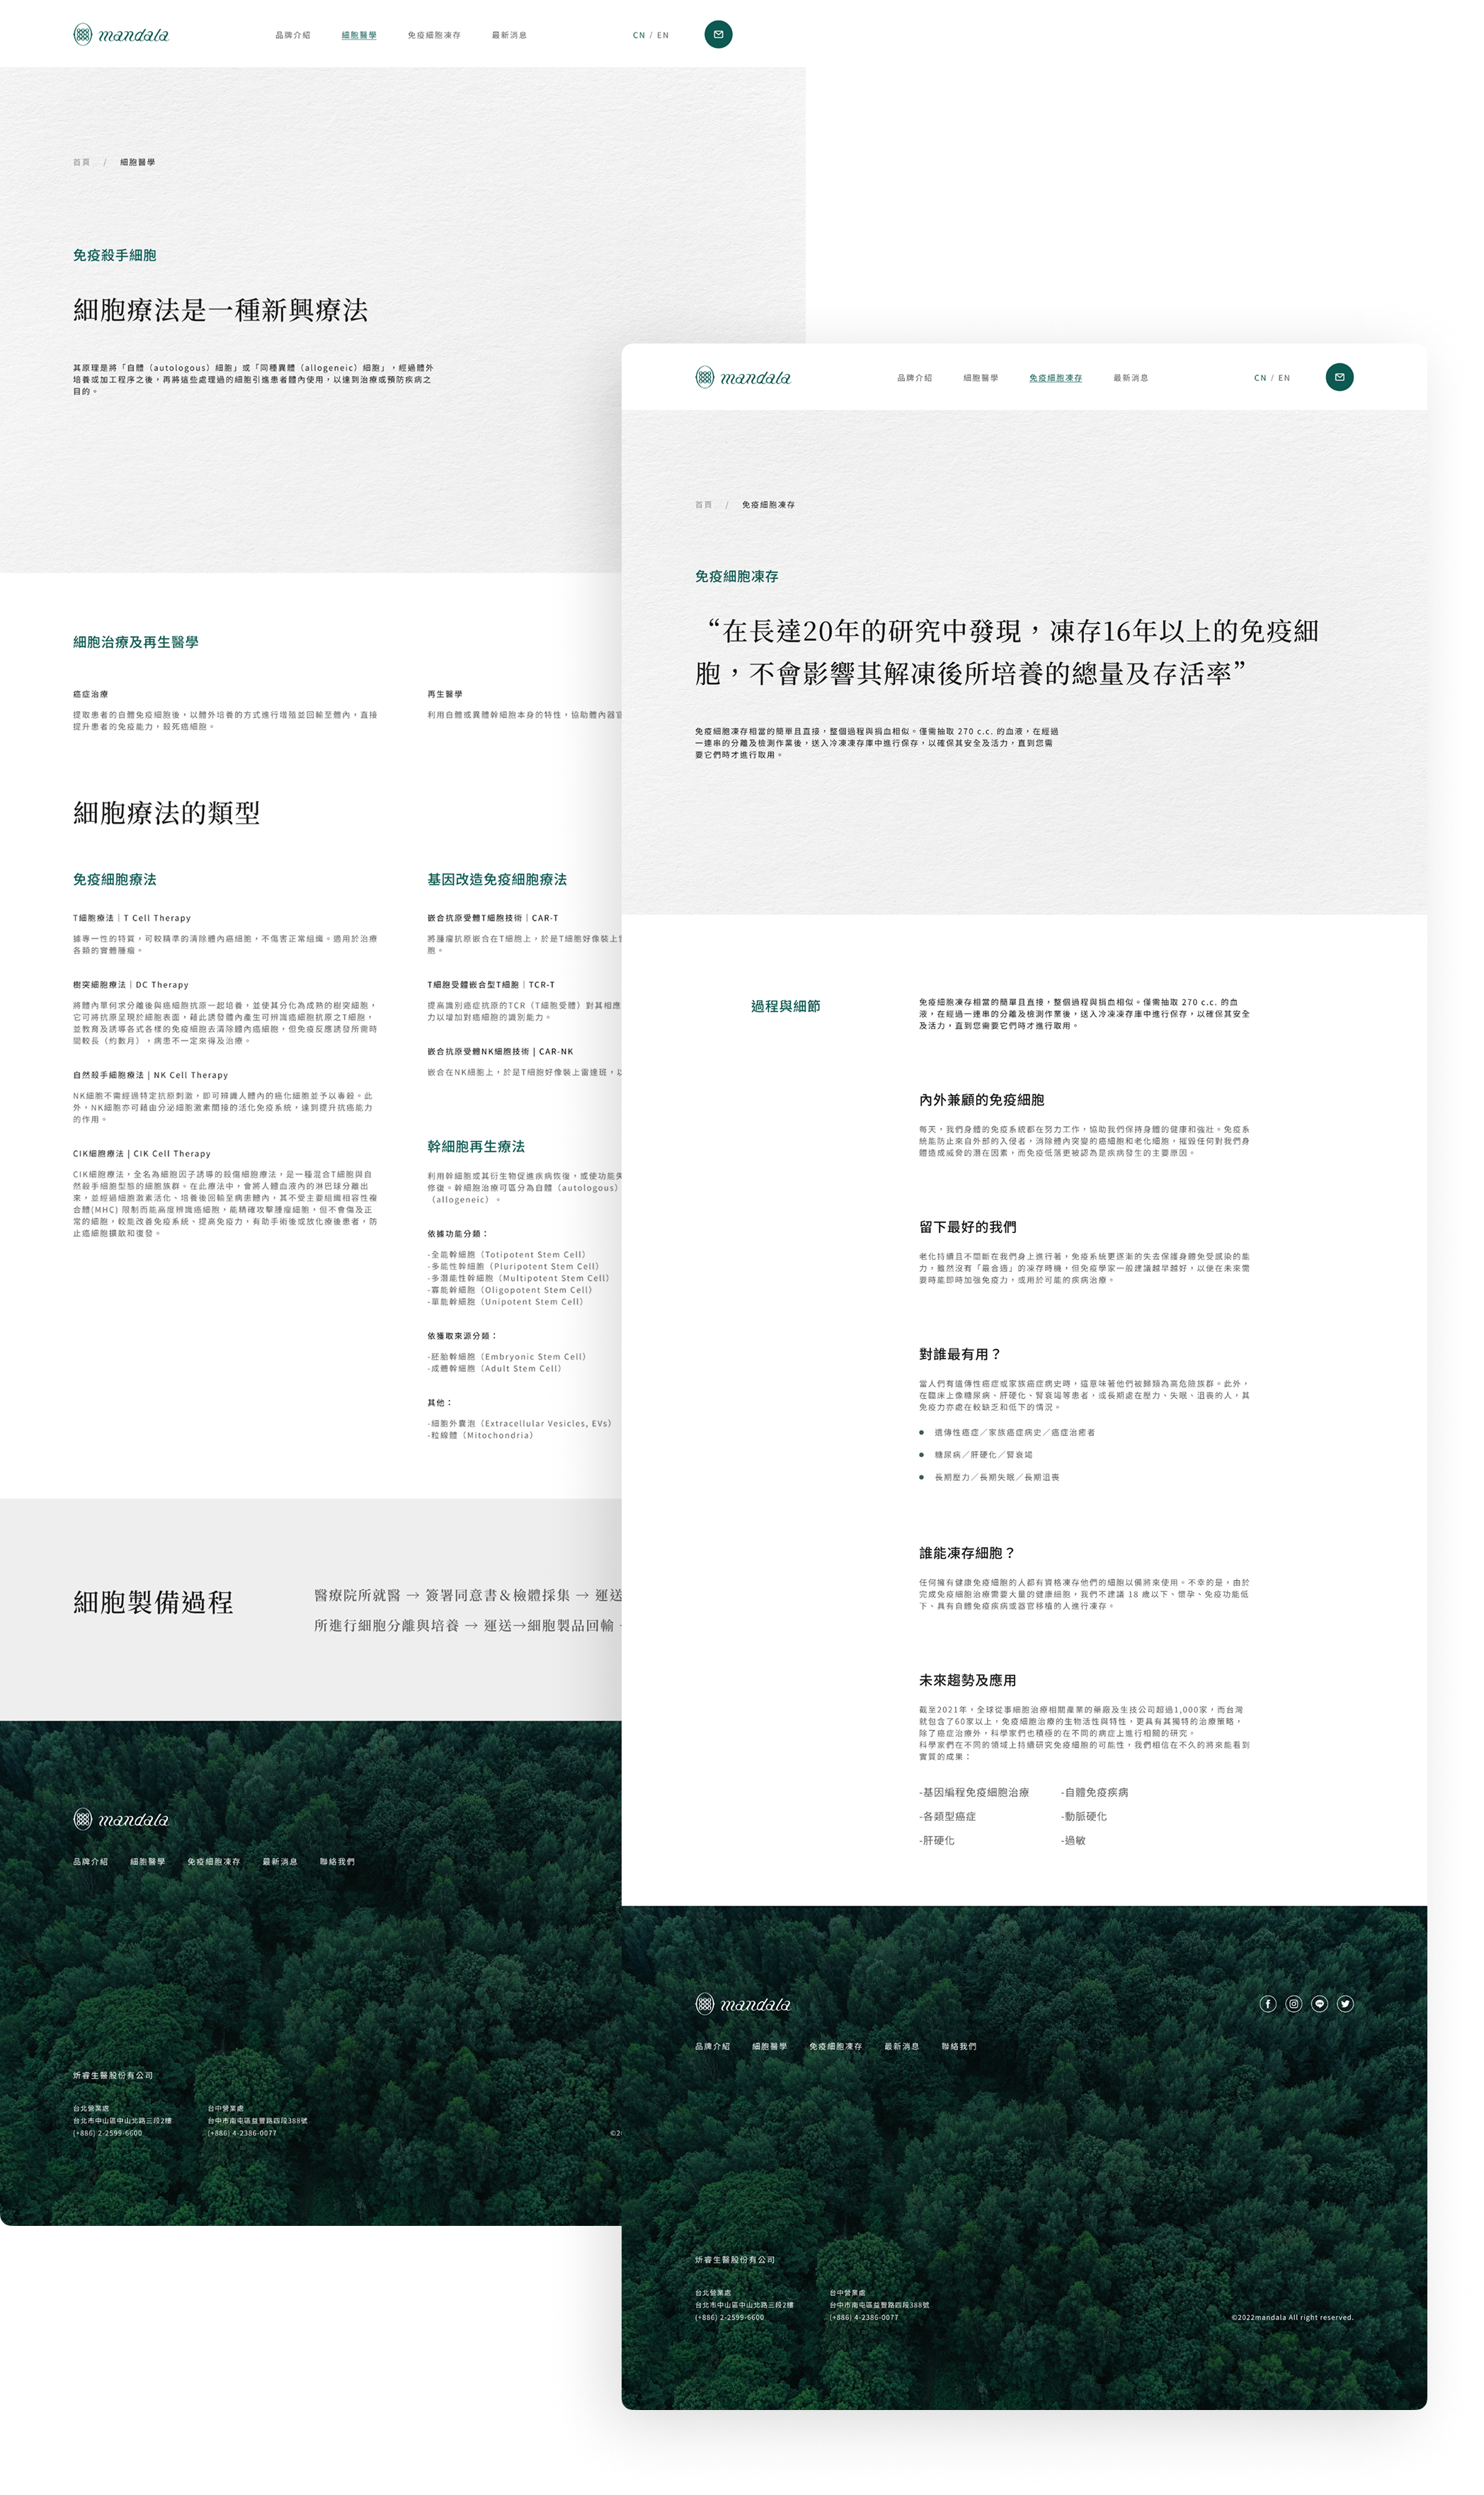 mandala
品牌介紹 細胞醫學 免疫細胞凍存 最新消息 CN / EN
首頁 / 細胞醫學
免疫殺手細胞
細胞療法是一種新興療法
其原理是將「自體（autologous）細胞」或「同種異體（allogeneic）細胞」，經過體外
培養或加工程序之後，再將這些處理過的細胞引進患者體內使用，以達到治療或預防疾病之
目的。
細胞治療及再生醫學
癌症治療
提取患者的自體免疫細胞後，以體外培養的方式進行增殖並回輸至體內，直接
提升患者的免疫能力，殺死癌細胞。
再生醫學
利用自體或異體幹細胞本身的特性，協助體內器官
細胞療法的類型
免疫細胞療法
T細胞療法｜T Cell Therapy
據專一性的特質，可較精準的清除體內癌細胞，不傷害正常組織。適用於治療
各類的實體腫瘤。
樹突細胞療法｜DC Therapy
將體內單何求分離後與癌細胞抗原一起培養，並使其分化為成熟的樹突細胞，
它可將抗原呈現於細胞表面，藉此誘發體內產生可辨識癌細胞抗原之T細胞，
並教育及誘導各式各樣的免疫細胞去清除體內癌細胞，但免疫反應誘發所需時
間較長（約數月），病患不一定來得及治療。
自然殺手細胞療法 | NK Cell Therapy
NK細胞不需經過特定抗原刺激，即可辨識人體內的癌化細胞並予以毒殺。此
外，NK細胞亦可藉由分泌細胞激素間接的活化免疫系統，達到提升抗癌能力
的作用。
CIK細胞療法 | CIK Cell Therapy
CIK細胞療法，全名為細胞因子誘導的殺傷細胞療法，是一種混合T細胞與自
然殺手細胞型態的細胞族群。在此療法中，會將人體血液內的淋巴球分離出
來，並經過細胞激素活化、培養後回輸至病患體內，其不受主要組織相容性複
合體(MHC) 限制而能高度辨識癌細胞，能精確攻擊腫瘤細胞，但不會傷及正
常的細胞，較能改善免疫系統、提高免疫力，有助手術後或放化療後患者，防
止癌細胞擴散和復發。
基因改造免疫細胞療法
嵌合抗原受體T細胞技術｜CAR-T
將腫瘤抗原嵌合在T細胞上，於是T細胞好像裝上雷
胞。
T細胞受體嵌合型T細胞｜TCR-T
提高識別癌症抗原的TCR（T細胞受體）對其相應
力以增加對癌細胞的識別能力。
嵌合抗原受體NK細胞技術 | CAR-NK
嵌合在NK細胞上，於是T細胞好像裝上雷達班，以
幹細胞再生療法
利用幹細胞或其衍生物促進疾病恢復，或使功能失
修復。幹細胞治療可區分為自體（autologous）
（allogeneic）。
依據功能分類：
-全能幹細胞（Totipotent Stem Cell）
-多能性幹細胞（Pluripotent Stem Cell）
-多潛能性幹細胞（Multipotent Stem Cell）
-寡能幹細胞（Oligopotent Stem Cell）
-單能幹細胞（Unipotent Stem Cell）
依獲取來源分類：
-胚胎幹細胞（Embryonic Stem Cell）
-成體幹細胞（Adult Stem Cell）
其他：
-細胞外囊泡（Extracellular Vesicles, EVs）
-粒線體（Mitochondria）
細胞製備過程
醫療院所就醫 → 簽署同意書＆檢體採集 → 運送
所進行細胞分離與培養 → 運送→細胞製品回輸
mandala
品牌介紹 細胞醫學 免疫細胞凍存 最新消息 聯絡我們
炘睿生醫股份有公司
台北營業處
台北市中山區中山北路三段2樓
(+886) 2-2599-6600
台中營業處
台中市南屯區益豐路四段388號
(+886) 4-2386-0077
©2
mandala
品牌介紹 細胞醫學 免疫細胞凍存 最新消息 CN / EN
首頁 / 免疫細胞凍存
免疫細胞凍存
“在長達20年的研究中發現，凍存16年以上的免疫細
胞，不會影響其解凍後所培養的總量及存活率”
免疫細胞凍存相當的簡單且直接，整個過程與捐血相似。僅需抽取 270 c.c. 的血液，在經過
一連串的分離及檢測作業後，送入冷凍凍存庫中進行保存，以確保其安全及活力，直到您需
要它們時才進行取用。
過程與細節
免疫細胞凍存相當的簡單且直接，整個過程與捐血相似。僅需抽取 270 c.c. 的血
液，在經過一連串的分離及檢測作業後，送入冷凍凍存庫中進行保存，以確保其安全
及活力，直到您需要它們時才進行取用。
內外兼顧的免疫細胞
每天，我們身體的免疫系統都在努力工作，協助我們保持身體的健康和強壯。免疫系
統能防止來自外部的入侵者，消除體內突變的癌細胞和老化細胞，摧毀任何對我們身
體造成威脅的潛在因素，而免疫低落更被認為是疾病發生的主要原因。
留下最好的我們
老化持續且不間斷在我們身上進行著，免疫系統更逐漸的失去保護身體免受感染的能
力，雖然沒有「最合適」的凍存時機，但免疫學家一般建議越早越好，以便在未來需
要時能即時加強免疫力，或用於可能的疾病治療。
對誰最有用？
當人們有遺傳性癌症或家族癌症病史時，這意味著他們被歸類為高危險族群。此外，
在臨床上像糖尿病、肝硬化、腎衰竭等患者，或長期處在壓力、失眠、沮喪的人，其
免疫力亦處在較缺乏和低下的情況。
遺傳性癌症／家族癌症病史／癌症治癒者
糖尿病／肝硬化／腎衰竭
長期壓力／長期失眠／長期沮喪
誰能凍存細胞？
任何擁有健康免疫細胞的人都有資格凍存他們的細胞以備將來使用。不幸的是，由於
完成免疫細胞治療需要大量的健康細胞，我們不建議 18 歲以下、懷孕、免疫功能低
下、具有自體免疫疾病或器官移植的人進行凍存。
未來趨勢及應用
截至2021年，全球從事細胞治療相關產業的藥廠及生技公司超過1,000家，而台灣
就包含了60家以上，免疫細胞治療的生物活性與特性，更具有其獨特的治療策略，
除了癌症治療外，科學家們也積極的在不同的病症上進行相關的研究。
科學家們在不同的領域上持續研究免疫細胞的可能性，我們相信在不久的將來能看到
實質的成果：
-基因編程免疫細胞治療 -自體免疫疾病
-各類型癌症 -動脈硬化
-肝硬化 -過敏
mandala
品牌介紹 細胞醫學 免疫細胞凍存 最新消息 聯絡我們
炘睿生醫股份有公司
台北營業處
台北市中山區中山北路三段2樓
(+886) 2-2599-6600
台中營業處
台中市南屯區益豐路四段388號
(+886) 4-2386-0077
©2022mandala All right reserved.